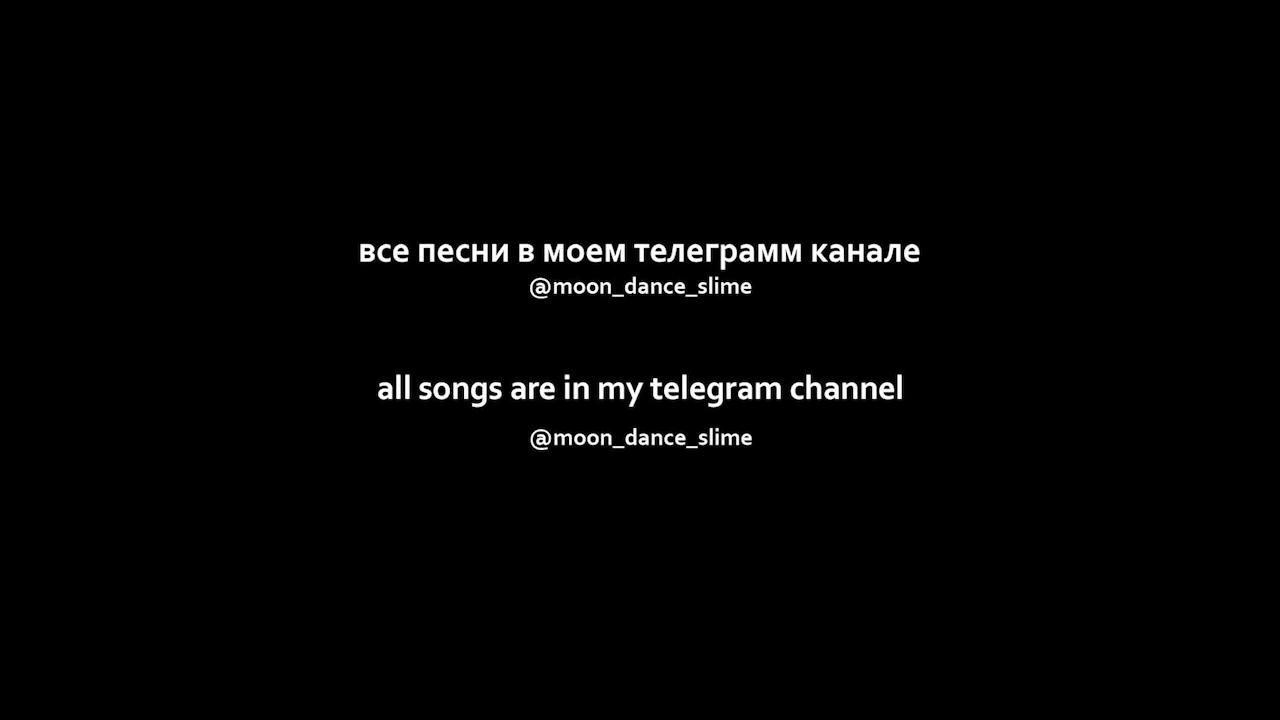 все песни в моем телеграмм канале
@moon_dance_slime
all songs are in my telegram channel
@moon_dance_slime